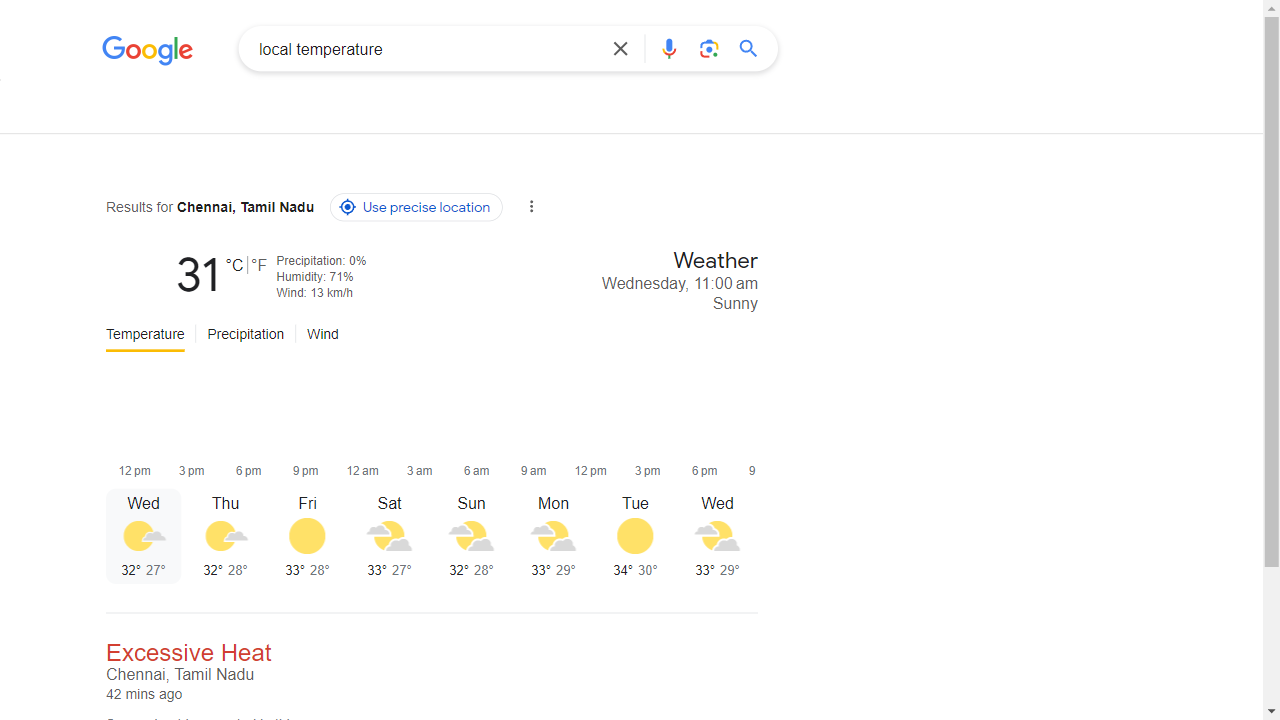 Google
local temperature
Results for Chennai, Tamil Nadu
Use precise location
31 °C | °F
Precipitation: 0%
Humidity: 71%
Wind: 13 km/h
Weather
Wednesday, 11:00 am
Sunny
Temperature
Precipitation
Wind
12 pm 3 pm 6 pm 9 pm 12 am 3 am 6 am 9 am 12 pm 3 pm 6 pm 9
Wed Thu Fri Sat Sun Mon Tue Wed
32° 27° 32° 28° 33° 28° 33° 27° 32° 28° 33° 29° 34° 30° 33° 29°
Excessive Heat
Chennai, Tamil Nadu
42 mins ago